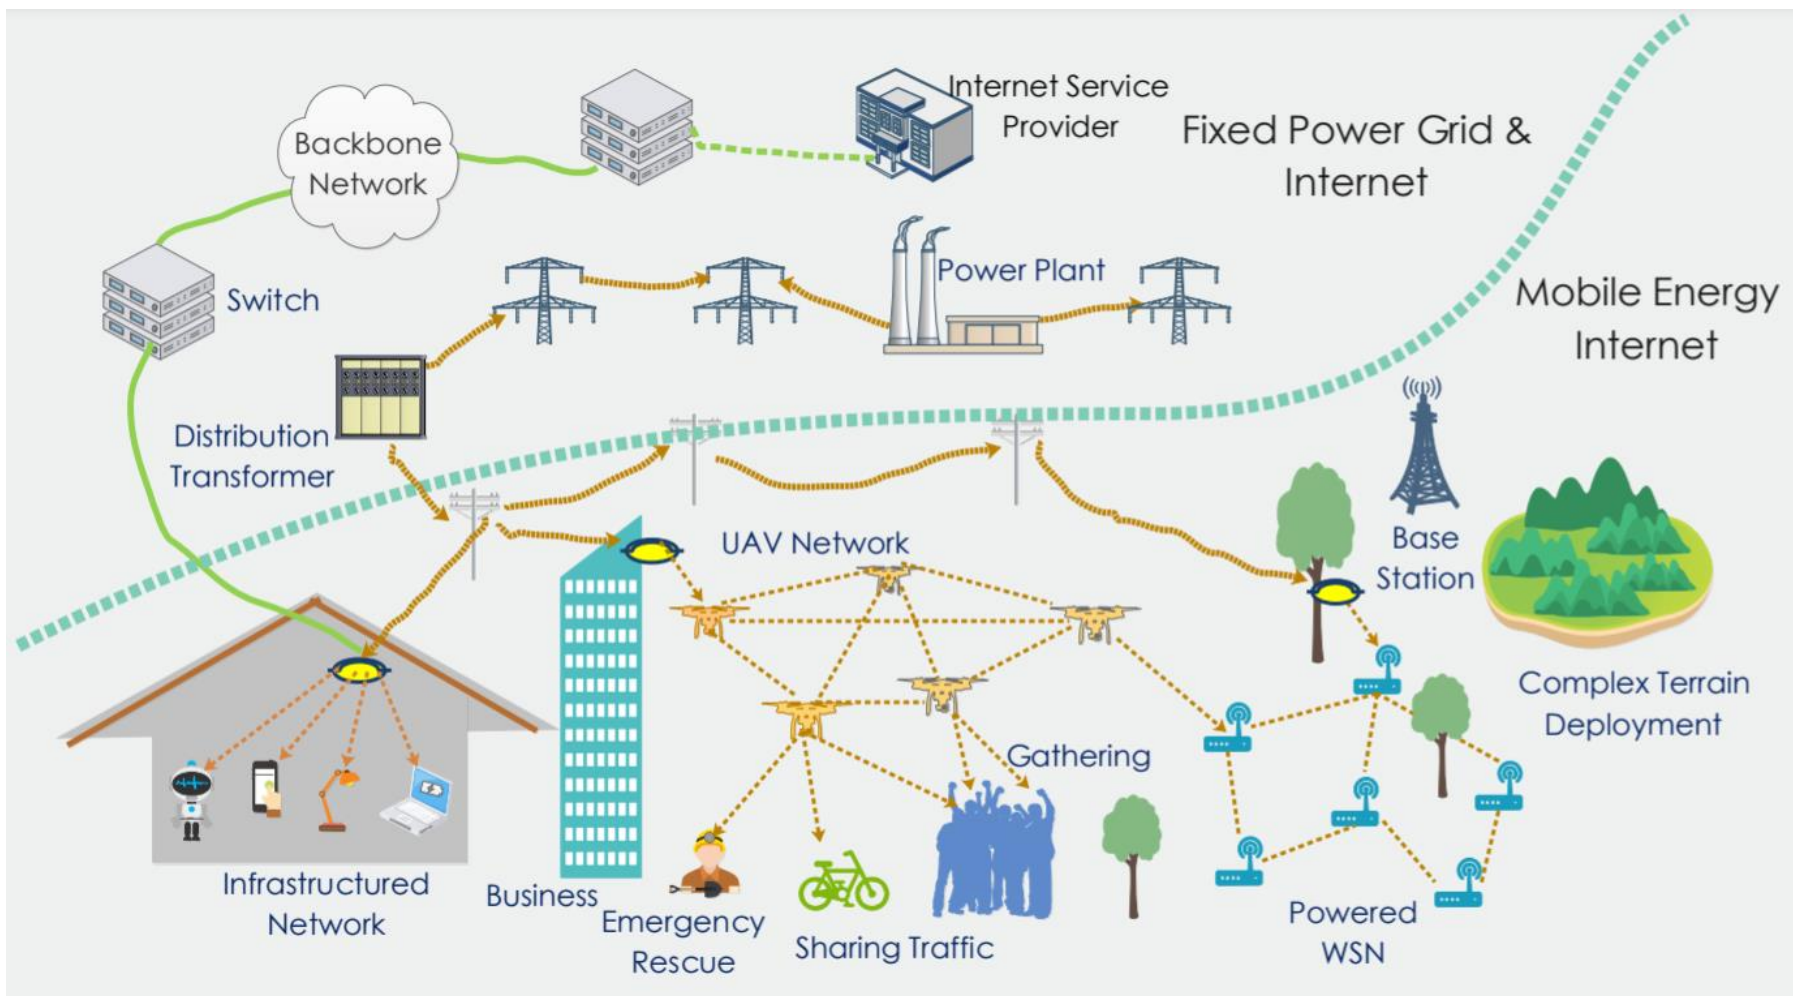 Internet Service
Provider
Fixed Power Grid &
Internet
Backbone
Network
Switch
Power Plant
Mobile Energy
Internet
Distribution
Transformer
UAV Network
Base
Station
Complex Terrain
Deployment
Gathering
Infrastructured
Network
Business
Emergency
Rescue
Sharing Traffic
Powered
WSN